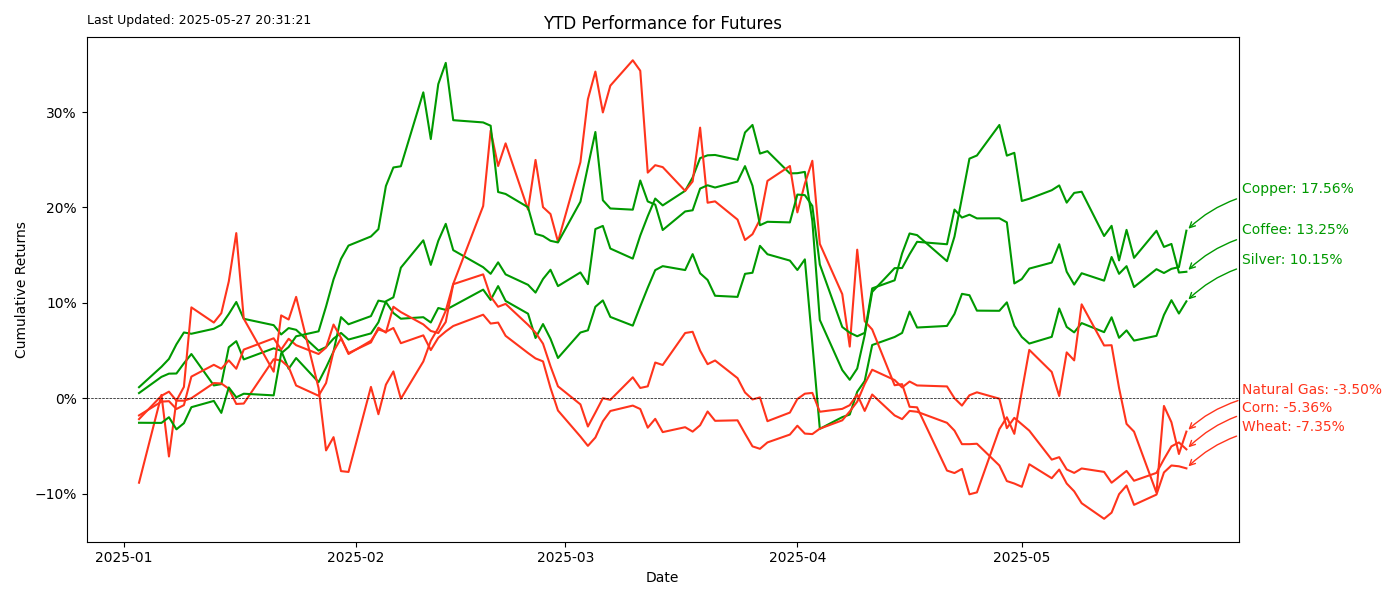 Last Updated: 2025-05-27 20:31:21
YTD Performance for Futures
Cumulative Returns
30%
20%
10%
0%
−10%
Copper: 17.56%
Coffee: 13.25%
Silver: 10.15%
Natural Gas: -3.50%
Corn: -5.36%
Wheat: -7.35%
2025-01
2025-02
2025-03
2025-04
2025-05
Date